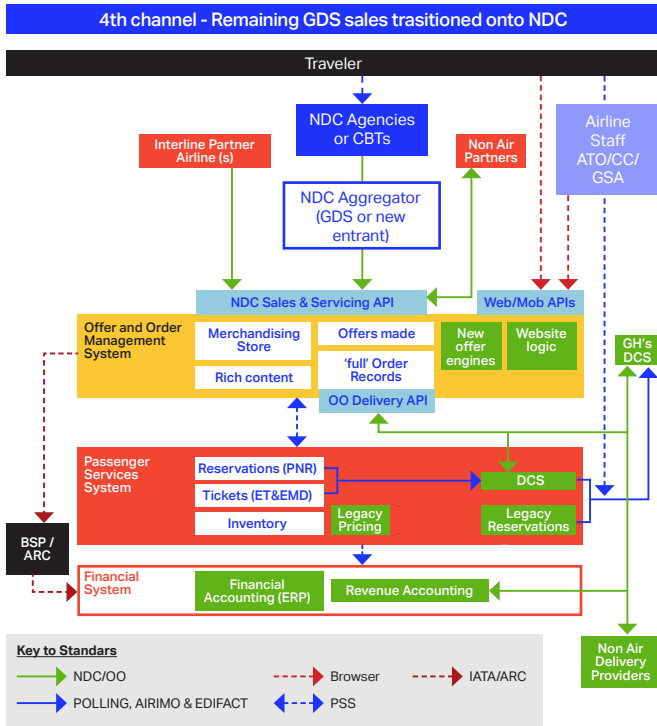 4th channel - Remaining GDS sales trasitioned onto NDC
Traveler
NDC Agencies
or CBTs
Interline Partner
Airline (s)
Non Air
Partners
Airline
Staff
ATO/CC/
GSA
NDC Aggregator
(GDS or new
entrant)
NDC Sales & Servicing API
Web/Mob APIs
Offer and Order
Management
System
Merchandising
Store
Offers made
New
offer
engines
Website
logic
Rich content
‘full’ Order
Records
GH's
DCS
OO Delivery API
Passenger
Services
System
Reservations (PNR)
Tickets (ET&EMD)
Inventory
DCS
Legacy
Pricing
Legacy
Reservations
BSP /
ARC
Financial
System
Financial
Accounting (ERP)
Revenue Accounting
Non Air
Delivery
Providers
Key to Standars
NDC/OO
Browser
IATA/ARC
POLLING, AIRIMO & EDIFACT
PSS